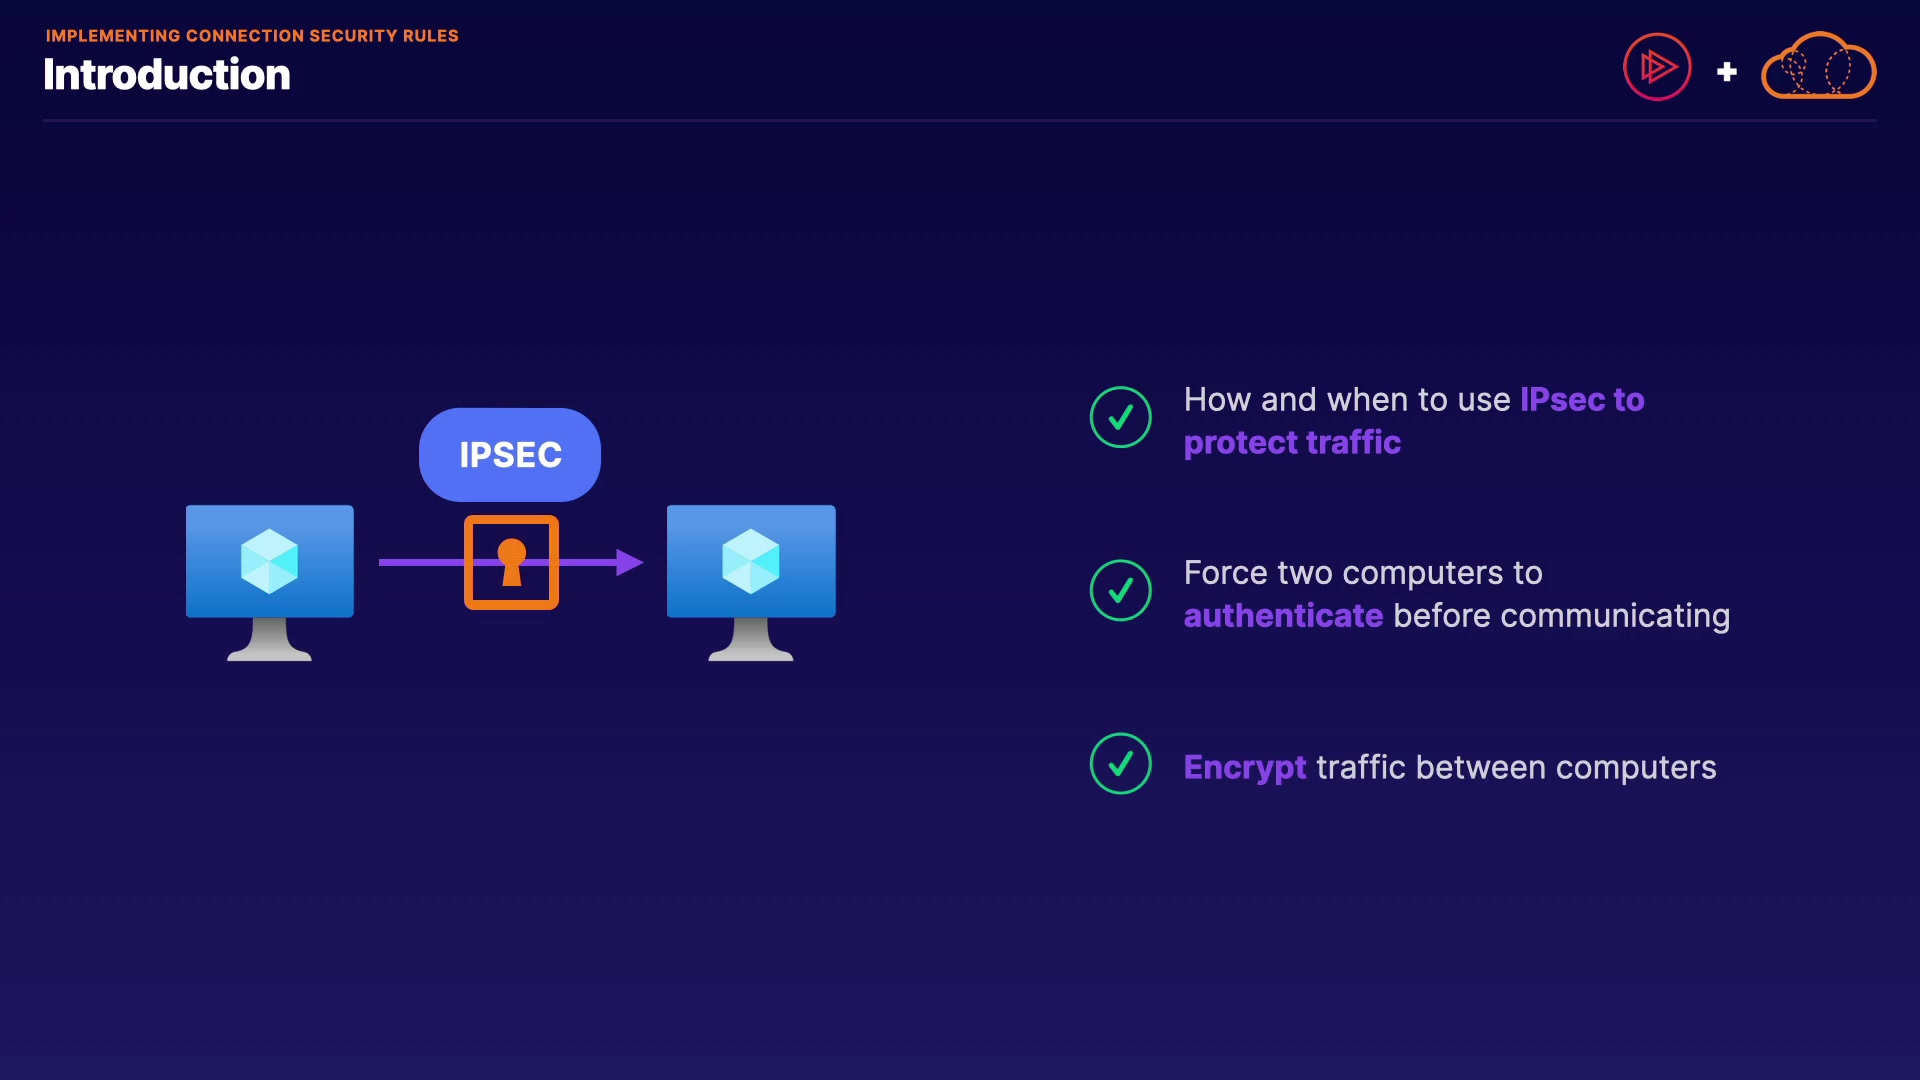 IMPLEMENTING CONNECTION SECURITY RULES
Introduction
IPSEC
How and when to use IPsec to
protect traffic
Force two computers to
authenticate before communicating
Encrypt traffic between computers